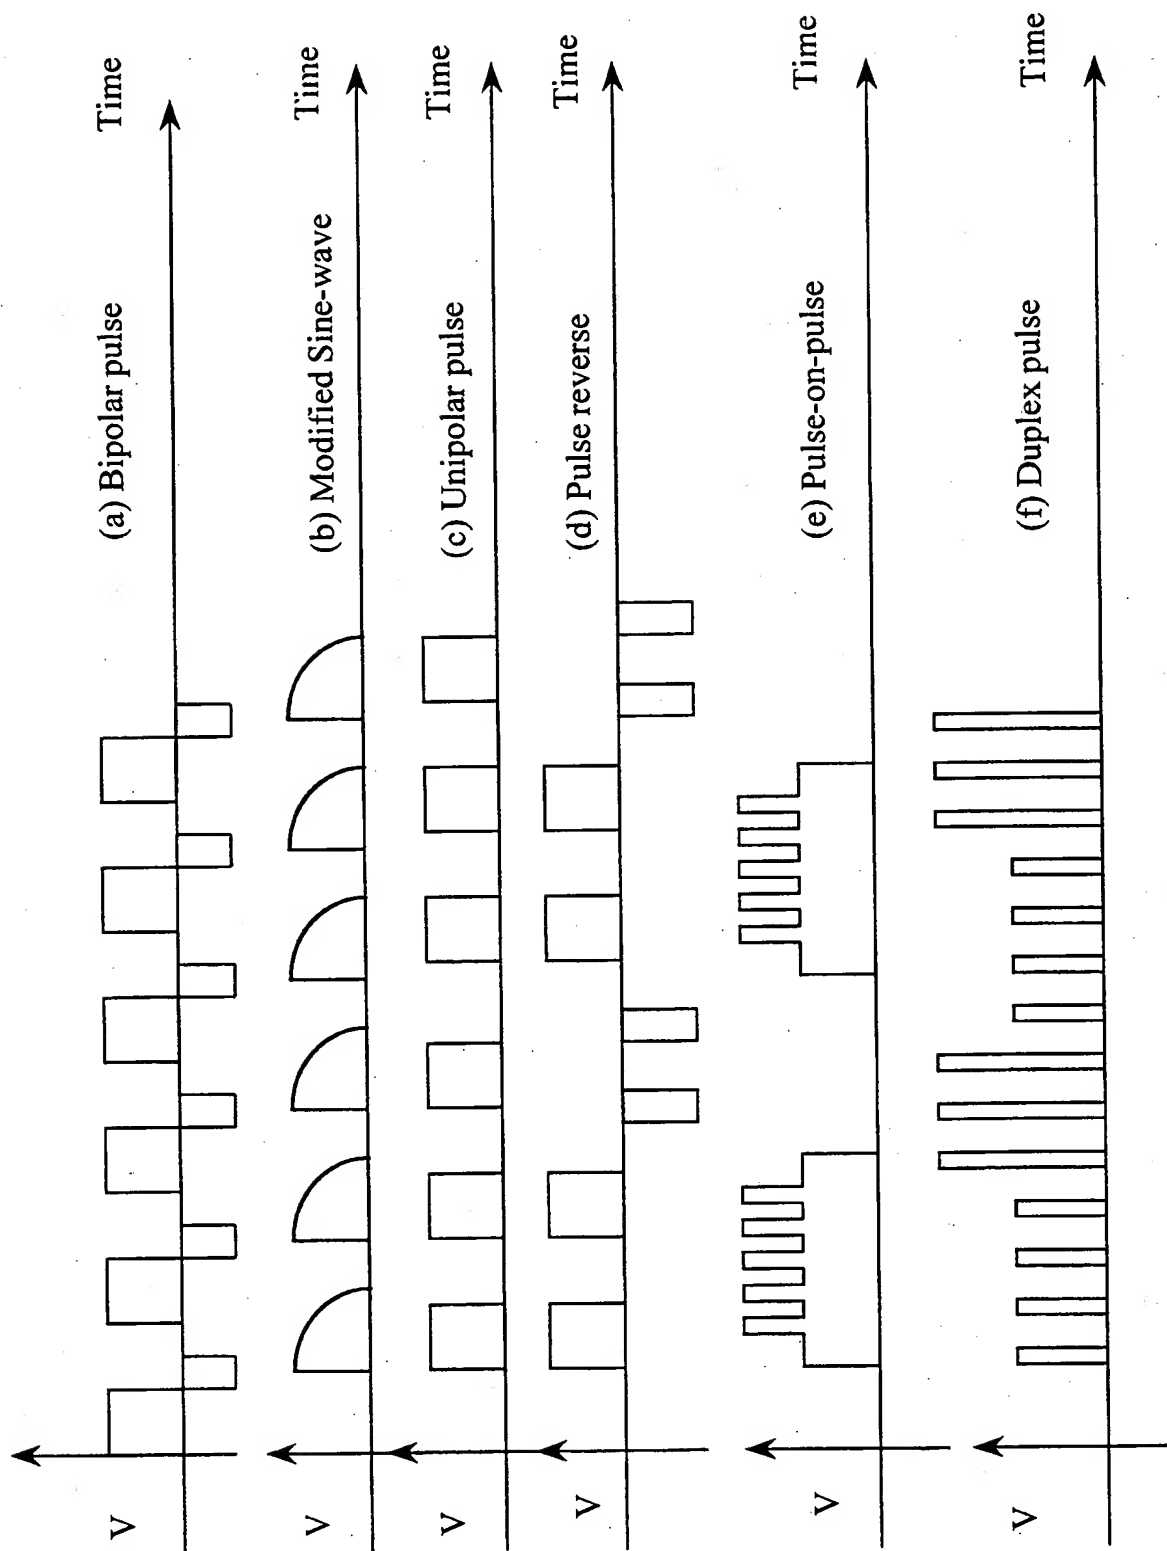 V
(a) Bipolar pulse
Time
V
(b) Modified Sine-wave
Time
V
(c) Unipolar pulse
Time
V
(d) Pulse reverse
Time
V
(e) Pulse-on-pulse
Time
V
(f) Duplex pulse
Time